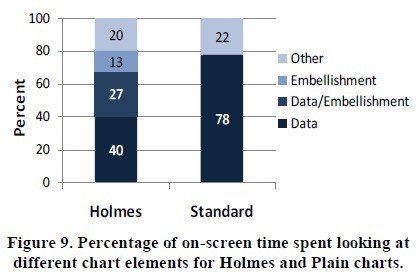 100
80
60
40
20
0
Percent
20
13
27
40
22
78
Holmes
Standard
Other
Embellishment
Data/Embellishment
Data
Figure 9. Percentage of on-screen time spent looking at
different chart elements for Holmes and Plain charts.